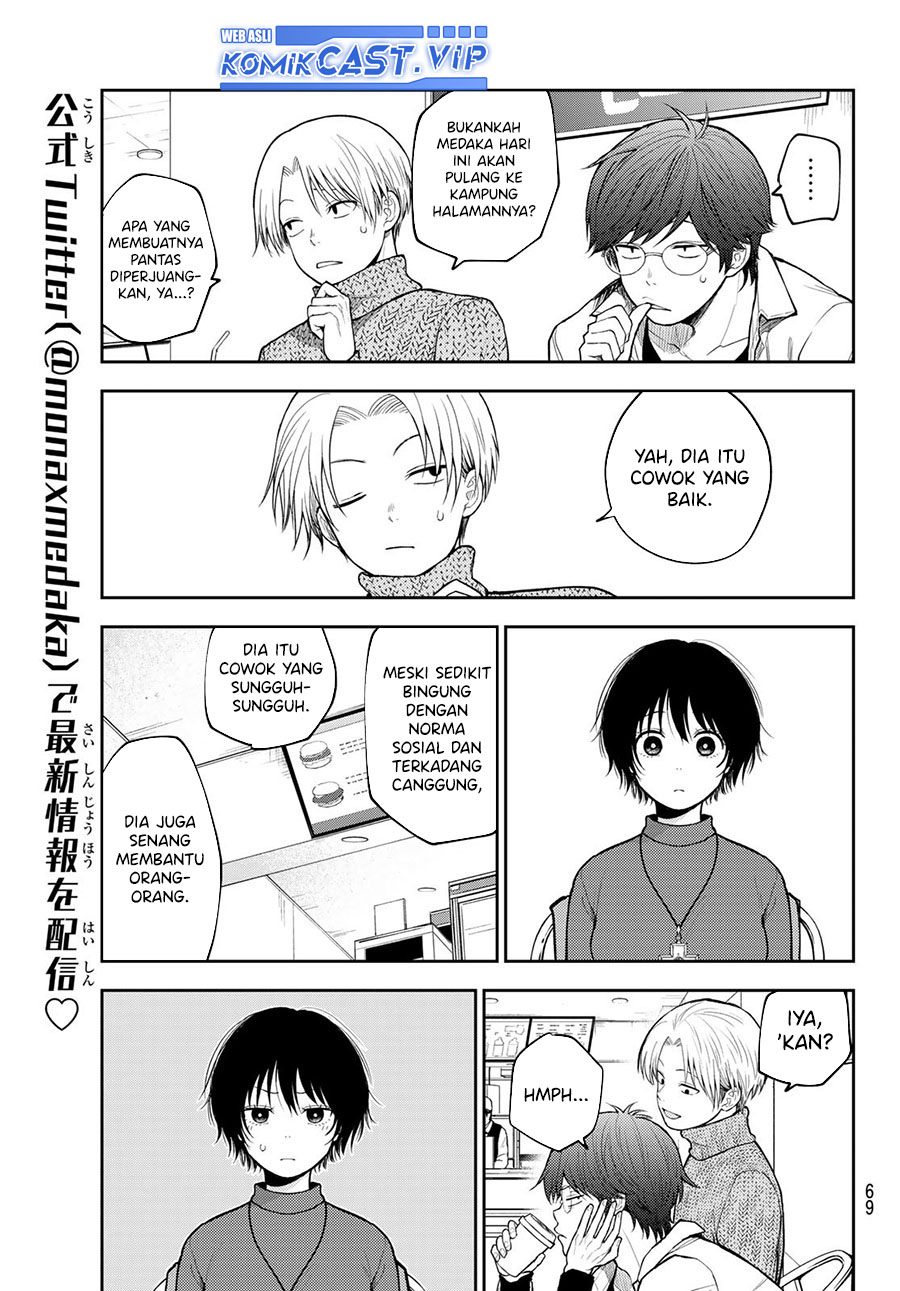 WEB ASLI
KOMIKCAST.VIP
公式Twitter(@monaxmedaka)で最新情報を配信♡
こうしき
さいしんじょうほう
はいしん
……
BUKANKAH
MEDAKA HARI
INI AKAN
PULANG KE
KAMPUNG
HALAMANNYA?
APA YANG
MEMBUATNYA
PANTAS
DIPERJUANG-
KAN, YA...?
YAH, DIA ITU
COWOK YANG
BAIK.
MESKI SEDIKIT
BINGUNG
DENGAN
NORMA
SOSIAL DAN
TERKADANG
CANGGUNG,
DIA ITU
COWOK YANG
SUNGGUH-
SUNGGUH.
DIA JUGA
SENANG
MEMBANTU
ORANG-
ORANG.
IYA,
'KAN?
HMPH...
69